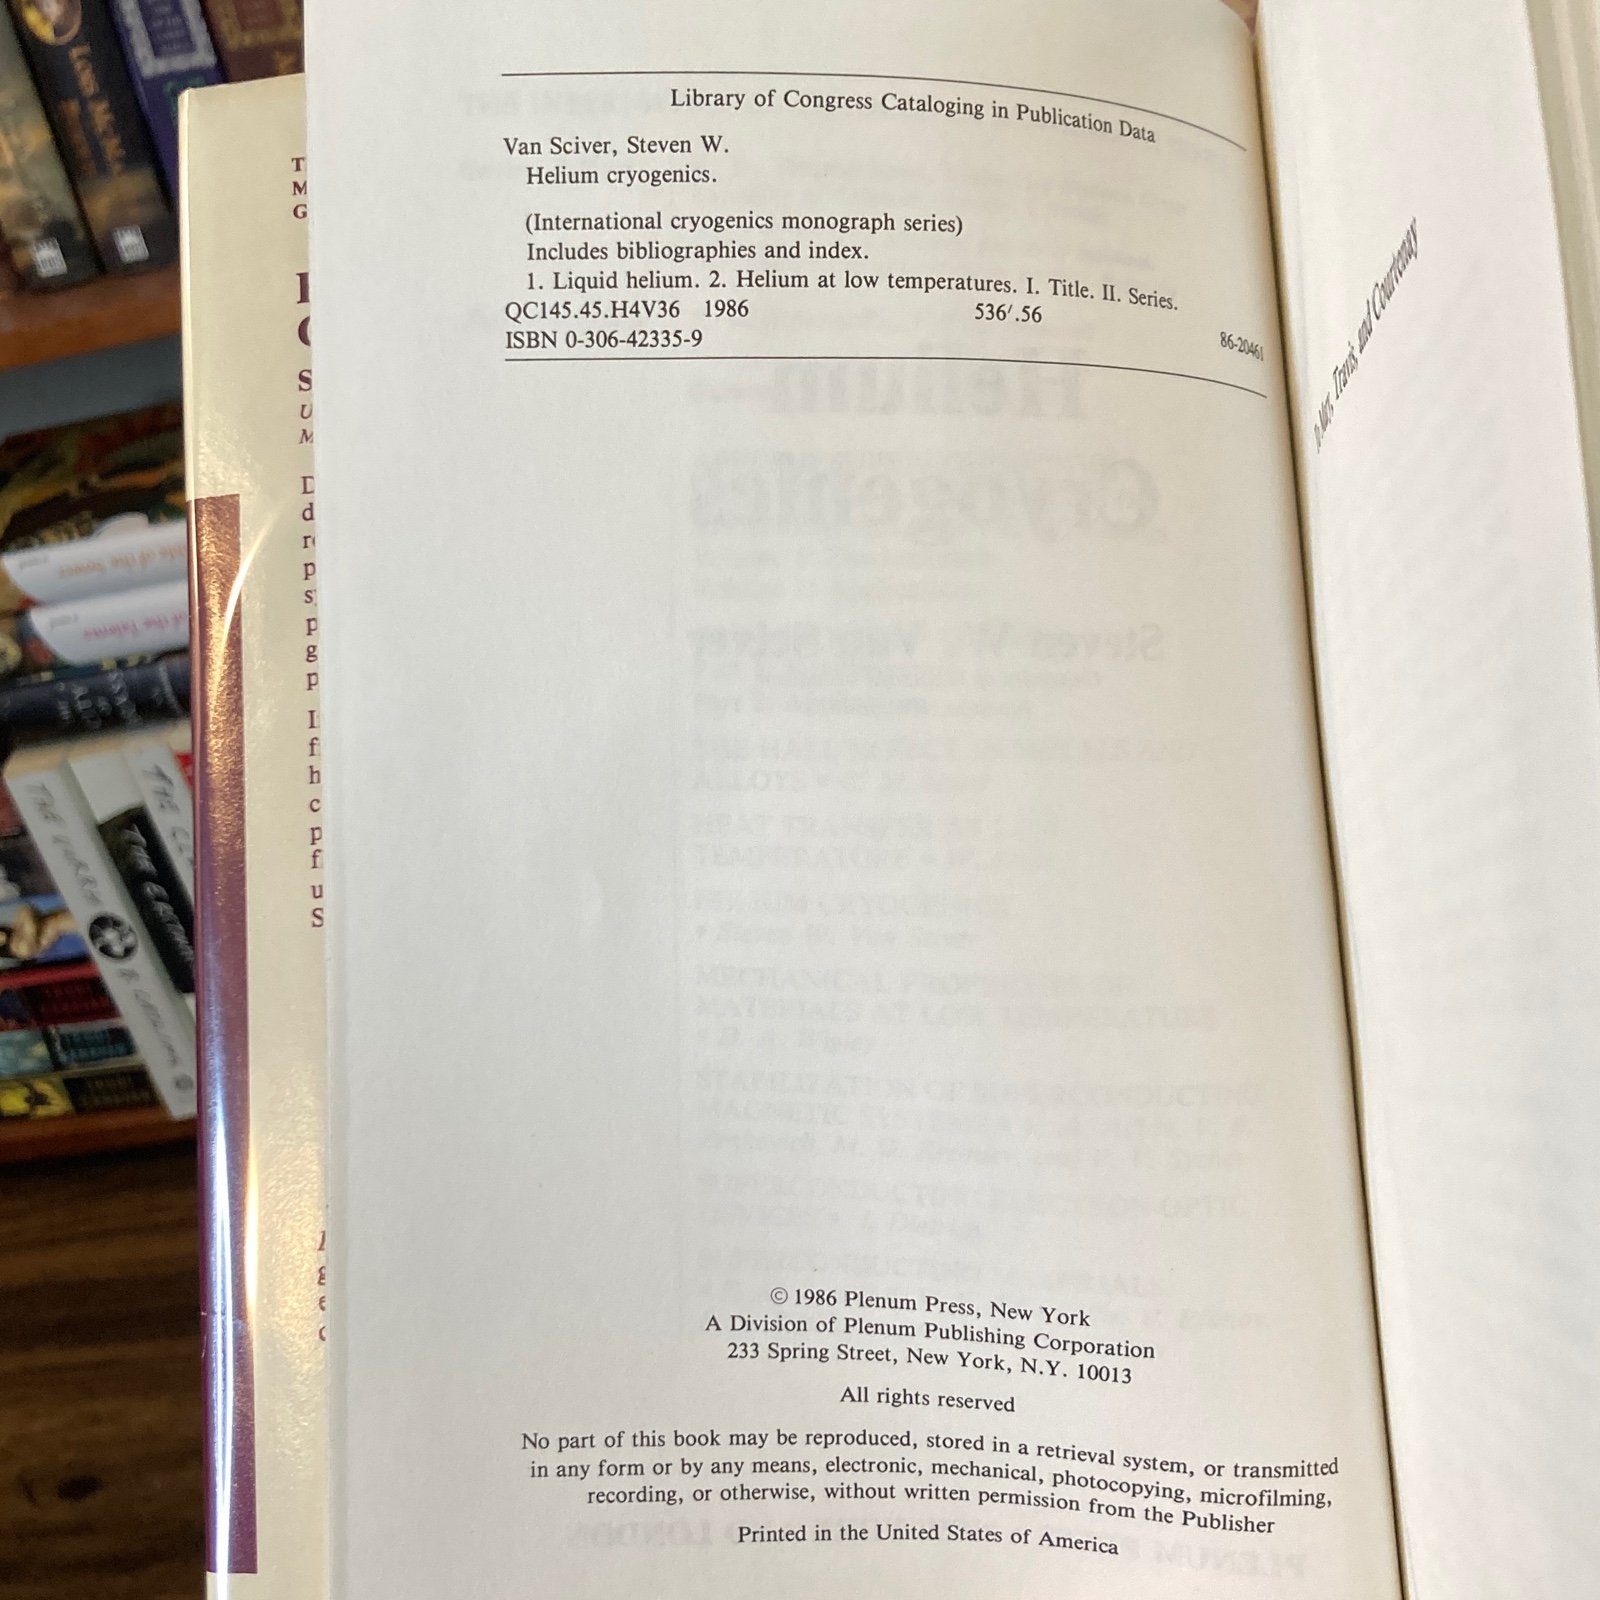 Library of Congress Cataloging in Publication Data
Van Sciver, Steven W.
Helium cryogenics.
(International cryogenics monograph series)
Includes bibliographies and index.
1. Liquid helium. 2. Helium at low temperatures. I. Title. II. Series.
QC145.45.H4V36 1986 536′.56
86-20461
ISBN 0-306-42335-9
© 1986 Plenum Press, New York
A Division of Plenum Publishing Corporation
233 Spring Street, New York, N.Y. 10013
All rights reserved
No part of this book may be reproduced, stored in a retrieval system, or transmitted
in any form or by any means, electronic, mechanical, photocopying, microfilming,
recording, or otherwise, without written permission from the Publisher
Printed in the United States of America
Travis, and Courtenay